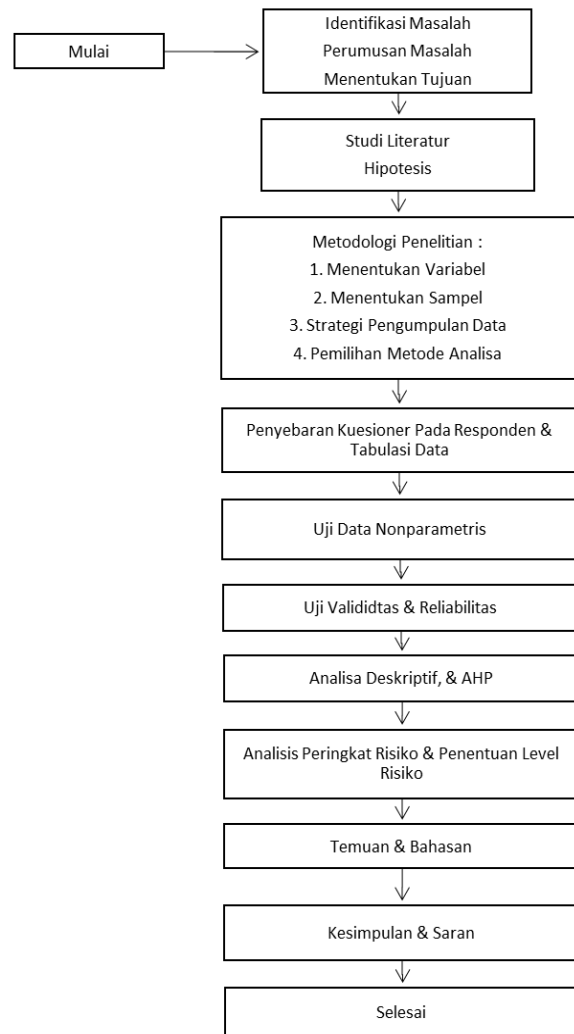 Mulai
Identifikasi Masalah
Perumusan Masalah
Menentukan Tujuan
Studi Literatur
Hipotesis
Metodologi Penelitian :
1. Menentukan Variabel
2. Menentukan Sampel
3. Strategi Pengumpulan Data
4. Pemilihan Metode Analisa
Penyebaran Kuesioner Pada Responden &
Tabulasi Data
Uji Data Nonparametris
Uji Valididtas & Reliabilitas
Analisa Deskriptif, & AHP
Analisis Peringkat Risiko & Penentuan Level
Risiko
Temuan & Bahasan
Kesimpulan & Saran
Selesai